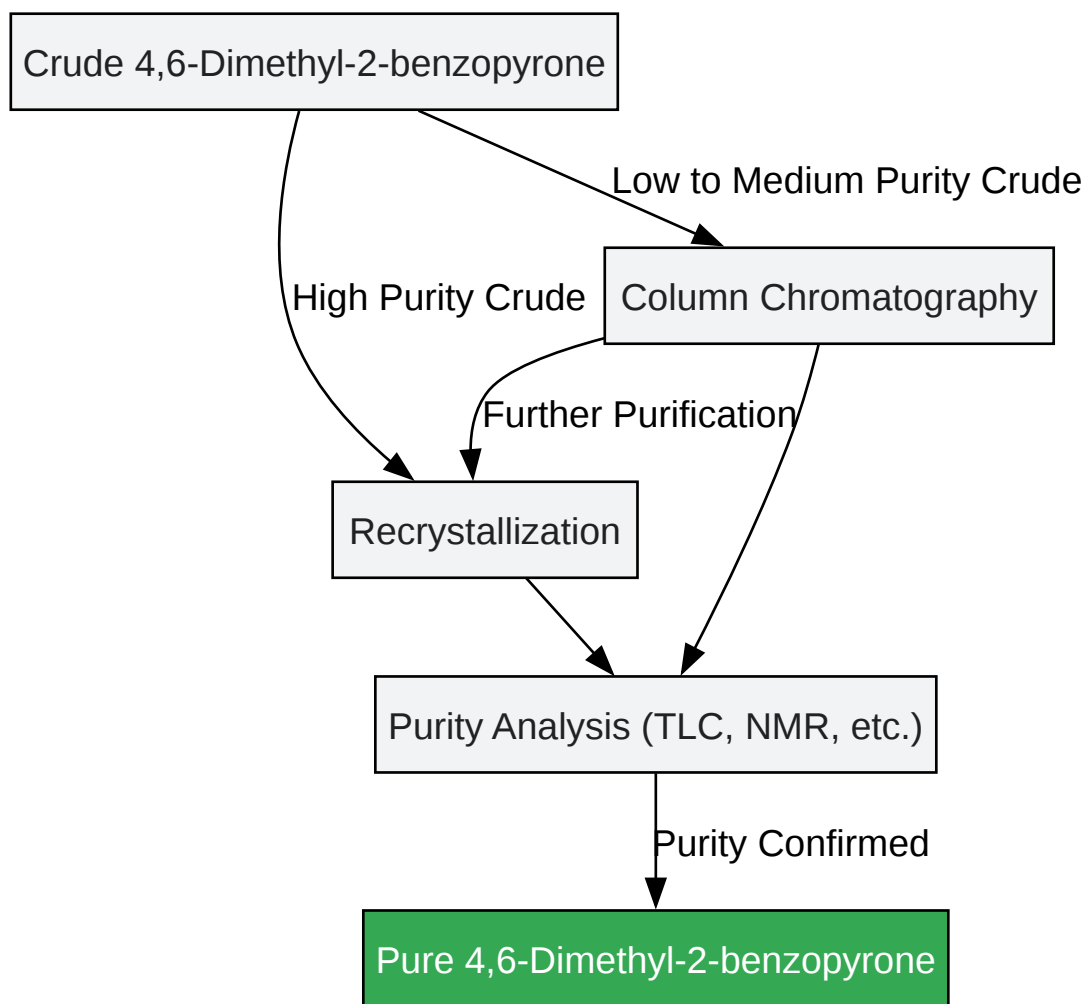 Crude 4,6-Dimethyl-2-benzopyrone
Low to Medium Purity Crude
High Purity Crude
Column Chromatography
Further Purification
Recrystallization
Purity Analysis (TLC, NMR, etc.)
Purity Confirmed
Pure 4,6-Dimethyl-2-benzopyrone